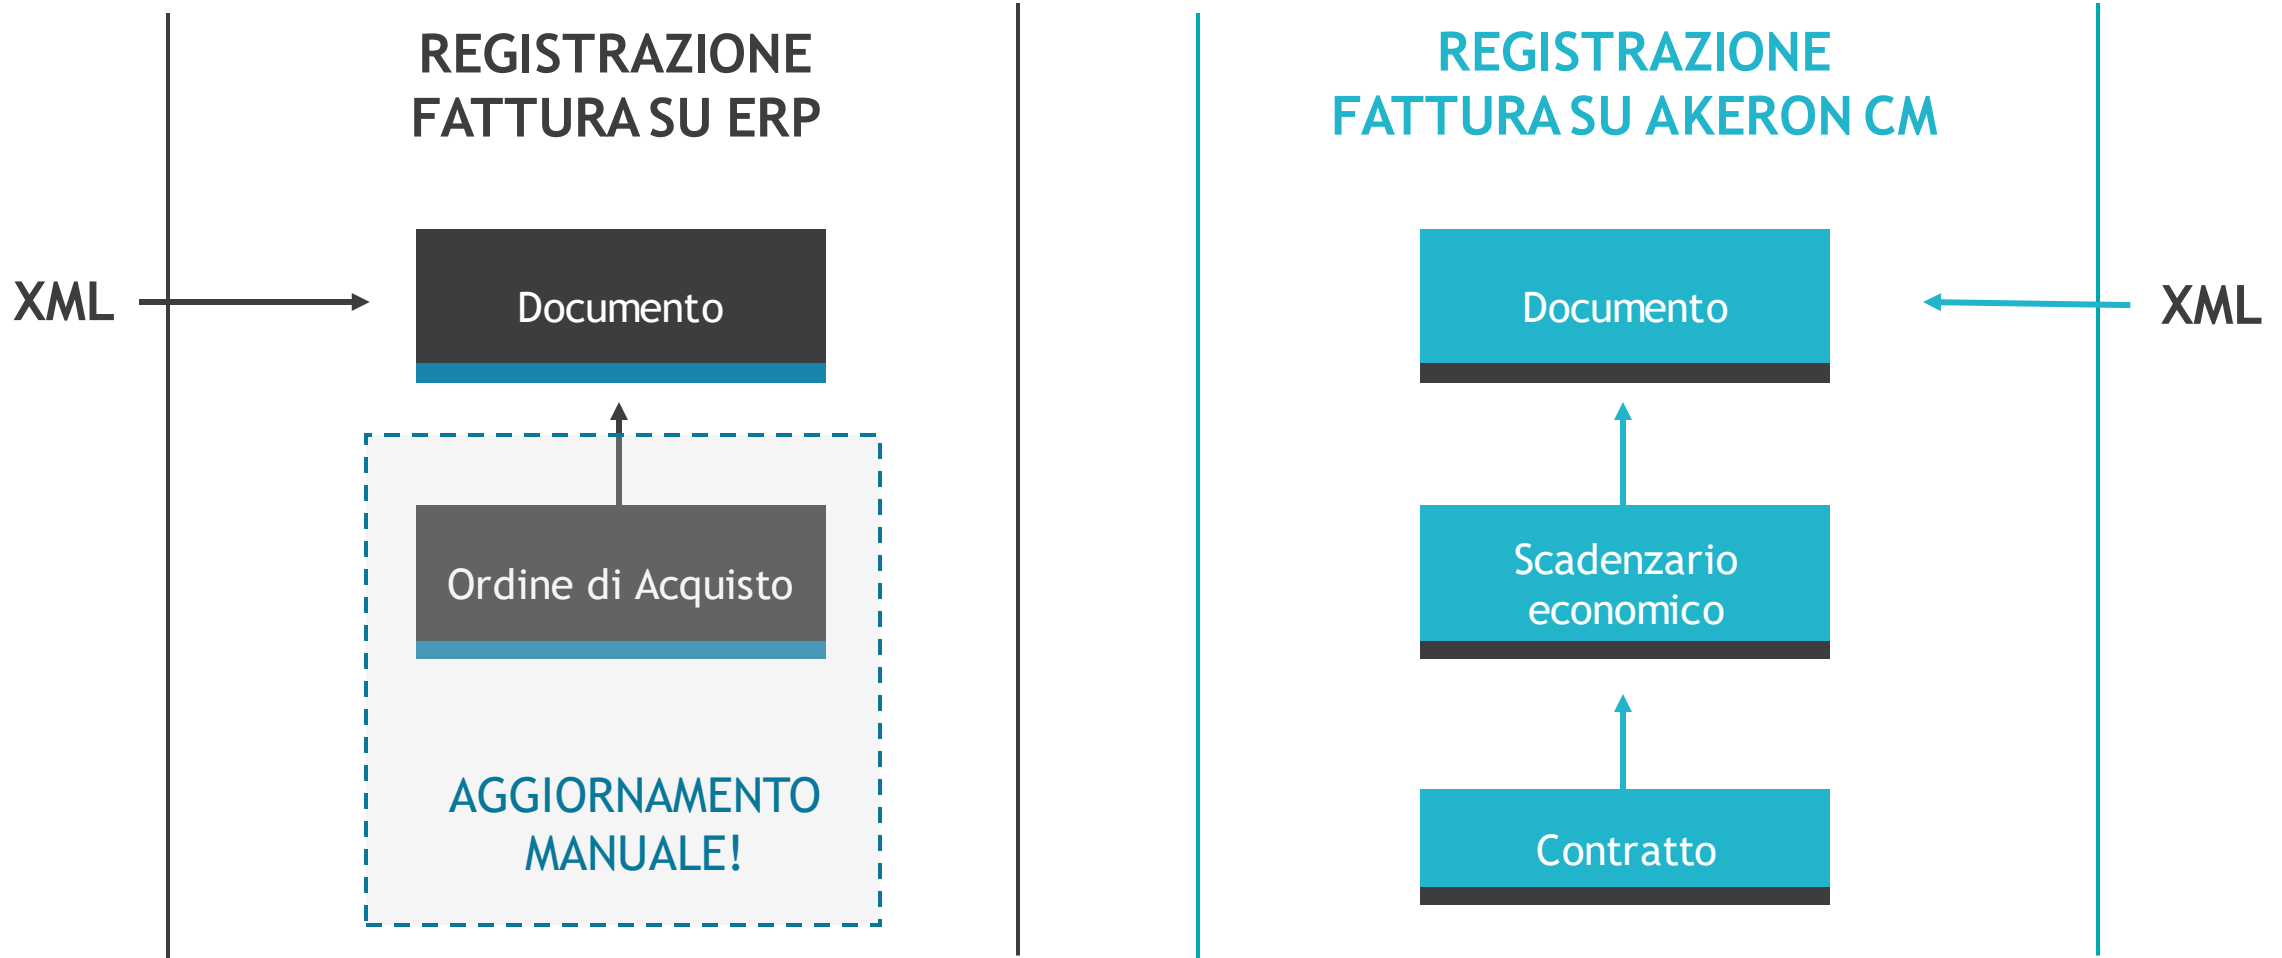 REGISTRAZIONE
FATTURA SU ERP
XML
Documento
Ordine di Acquisto
AGGIORNAMENTO
MANUALE!
REGISTRAZIONE
FATTURA SU AKERON CM
Documento
XML
Scadenzario
economico
Contratto